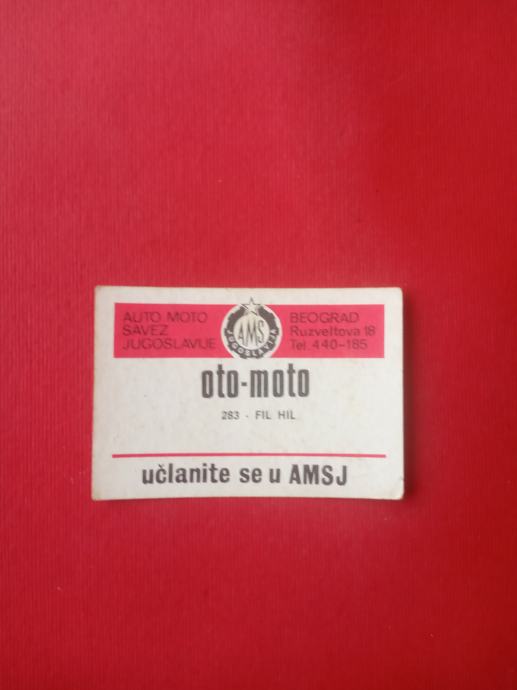 AUTO MOTO
SAVEZ
JUGOSLAVIJE
AMS
JUGOSLAVIJA
BEOGRAD
Ruzveltova 18
Tel. 440-185
oto-moto
283 - FIL HIL
učlanite se u AMSJ